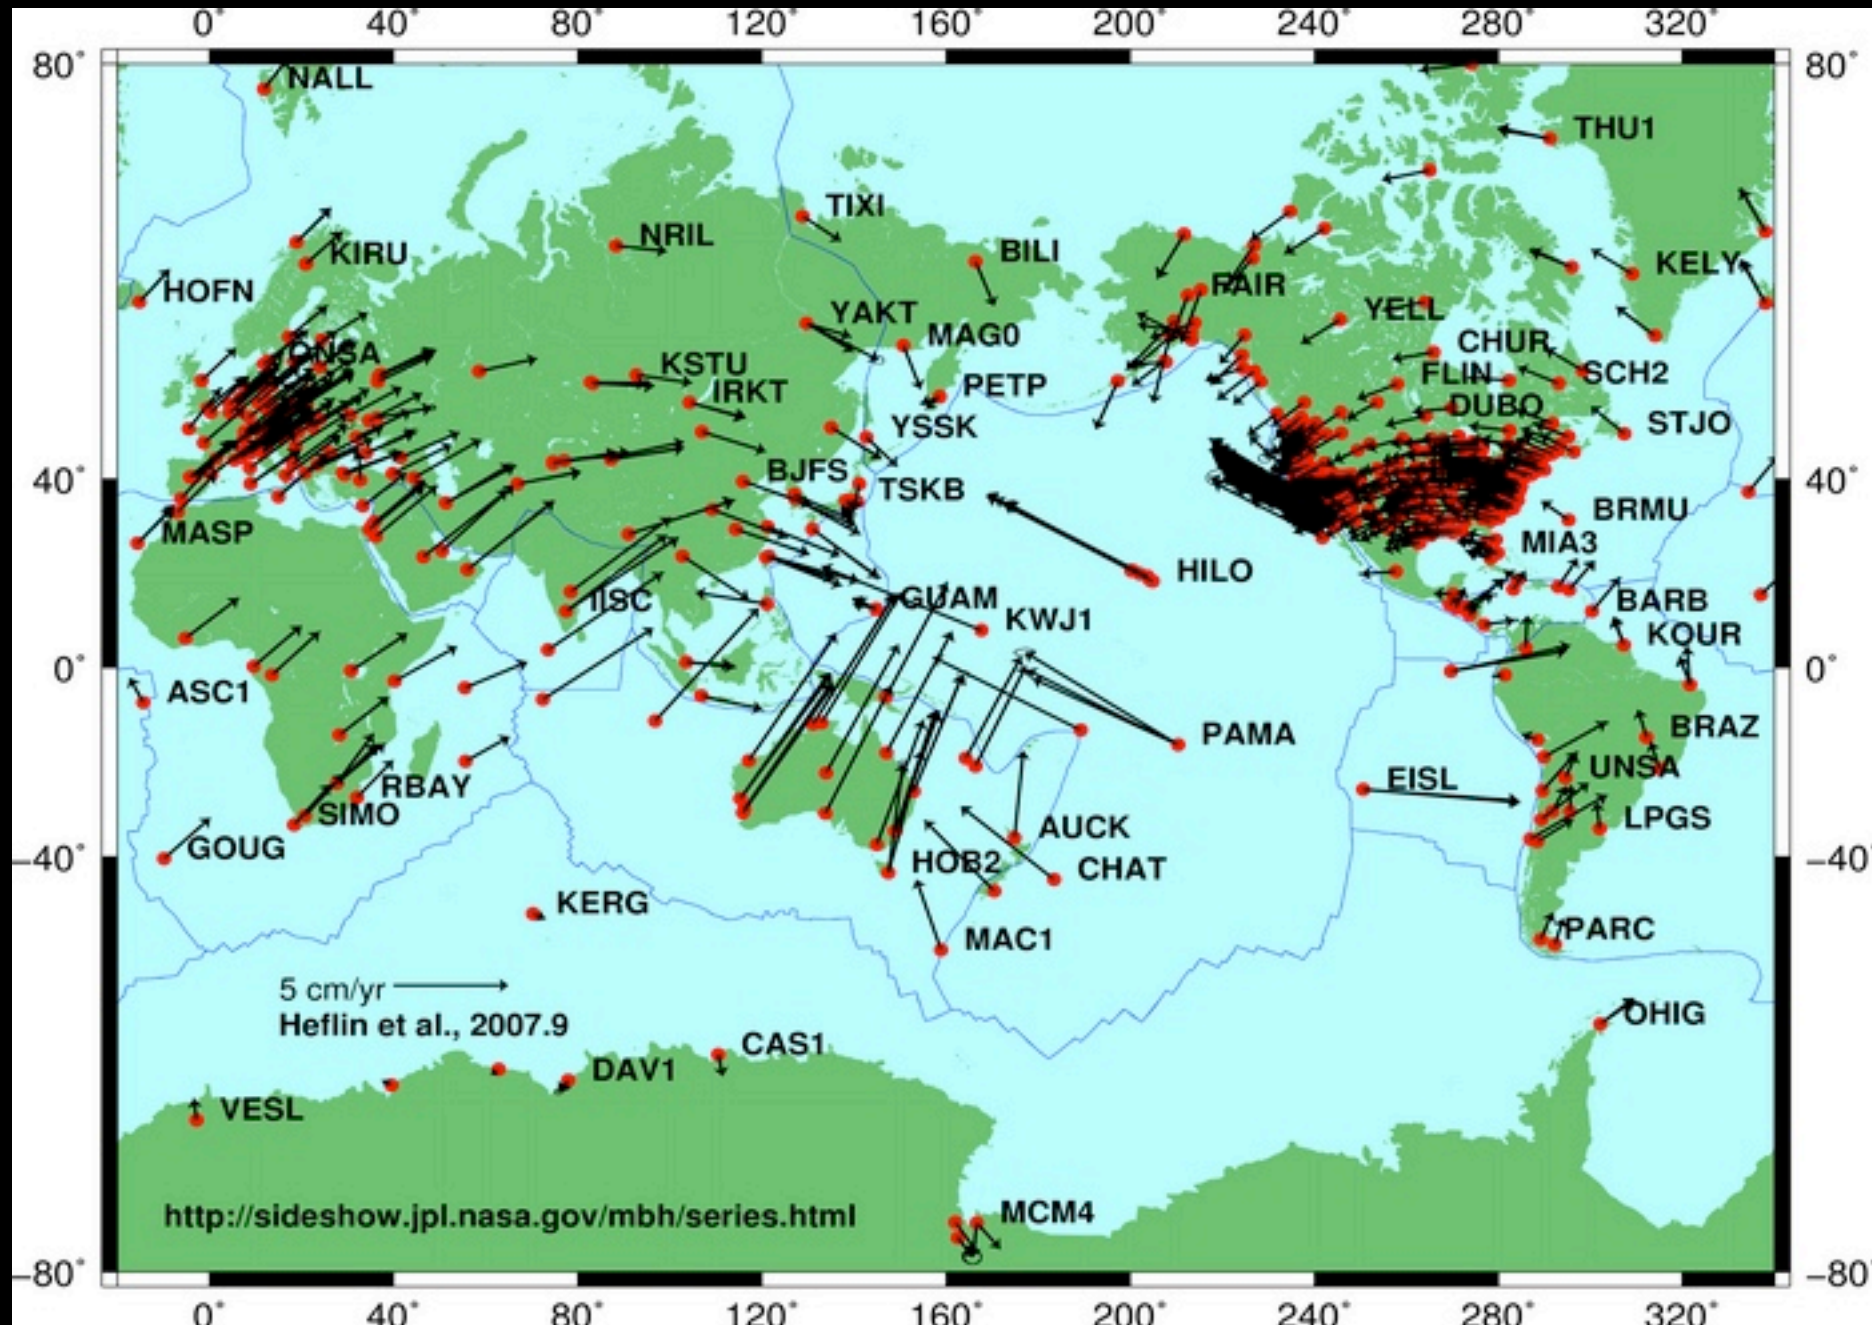 0° 40° 80° 120° 160° 200° 240° 280° 320°
80° 80°
NALL
THU1
TIXI
NRIL
BILI
KIRU
KELY
HOFN
FAIR
YAKT
YELL
MAG0
CHUR
ONSA
KSTU
SCH2
FLIN
IRKT
PETP
DUBO
YSSK
STJO
BJFS
40° 40°
TSKB
BRMU
MASP
MIA3
HILO
IISC
GUAM
BARB
KWJ1
KOUR
0° 0°
ASC1
BRAZ
PAMA
UNSA
EISL
RBAY
SIMO
LPGS
AUCK
GOUG
-40° -40°
HOB2
CHAT
KERG
PARC
MAC1
5 cm/yr
Heflin et al., 2007.9
OHIG
CAS1
DAV1
VESL
MCM4
http://sideshow.jpl.nasa.gov/mbh/series.html
-80° -80°
0° 40° 80° 120° 160° 200° 240° 280° 320°